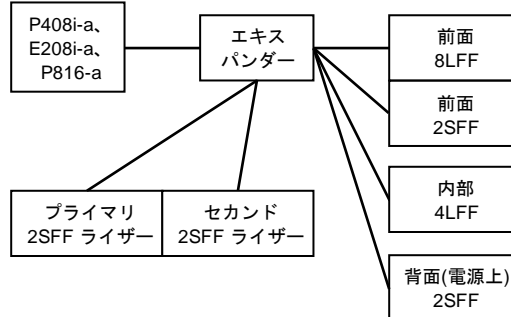 P408i-a、
E208i-a、
P816-a
エキス
パンダー
前面
8LFF
前面
2SFF
内部
4LFF
背面(電源上)
2SFF
プライマリ
2SFF ライザー
セカンド
2SFF ライザー